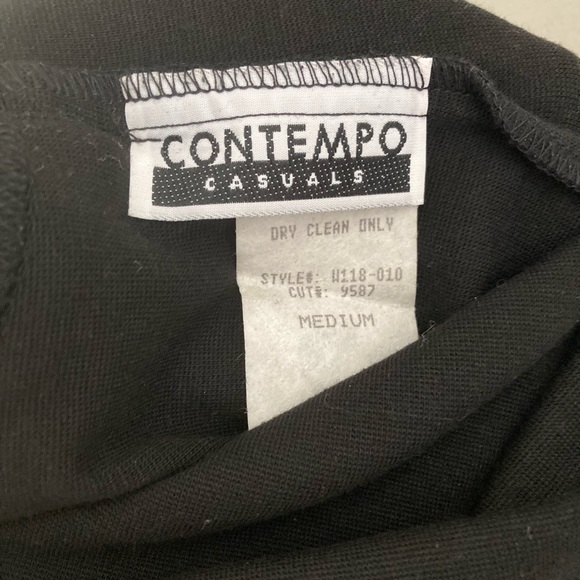 CONTEMPO
CASUALS
DRY CLEAN ONLY
STYLE#: W118-010
CUT#: 9587
MEDIUM